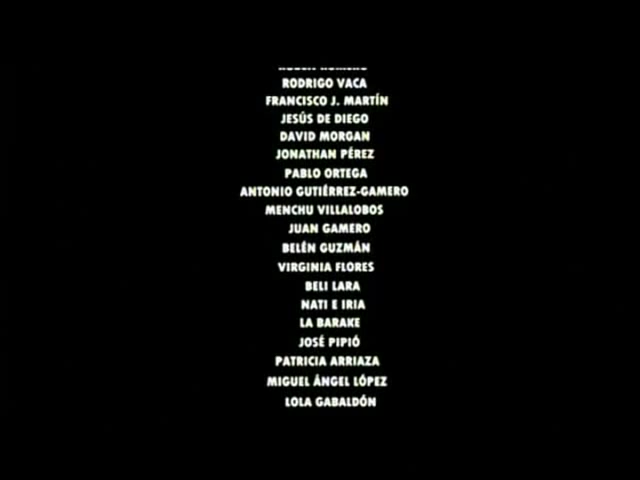 RODRIGO VACA
FRANCISCO J. MARTÍN
JESÚS DE DIEGO
DAVID MORGAN
JONATHAN PÉREZ
PABLO ORTEGA
ANTONIO GUTIÉRREZ-GAMERO
MENCHU VILLALOBOS
JUAN GAMERO
BELÉN GUZMÁN
VIRGINIA FLORES
BELI LARA
NATI E IRIA
LA BARAKE
JOSÉ PIPIÓ
PATRICIA ARRIAZA
MIGUEL ÁNGEL LÓPEZ
LOLA GABALDÓN